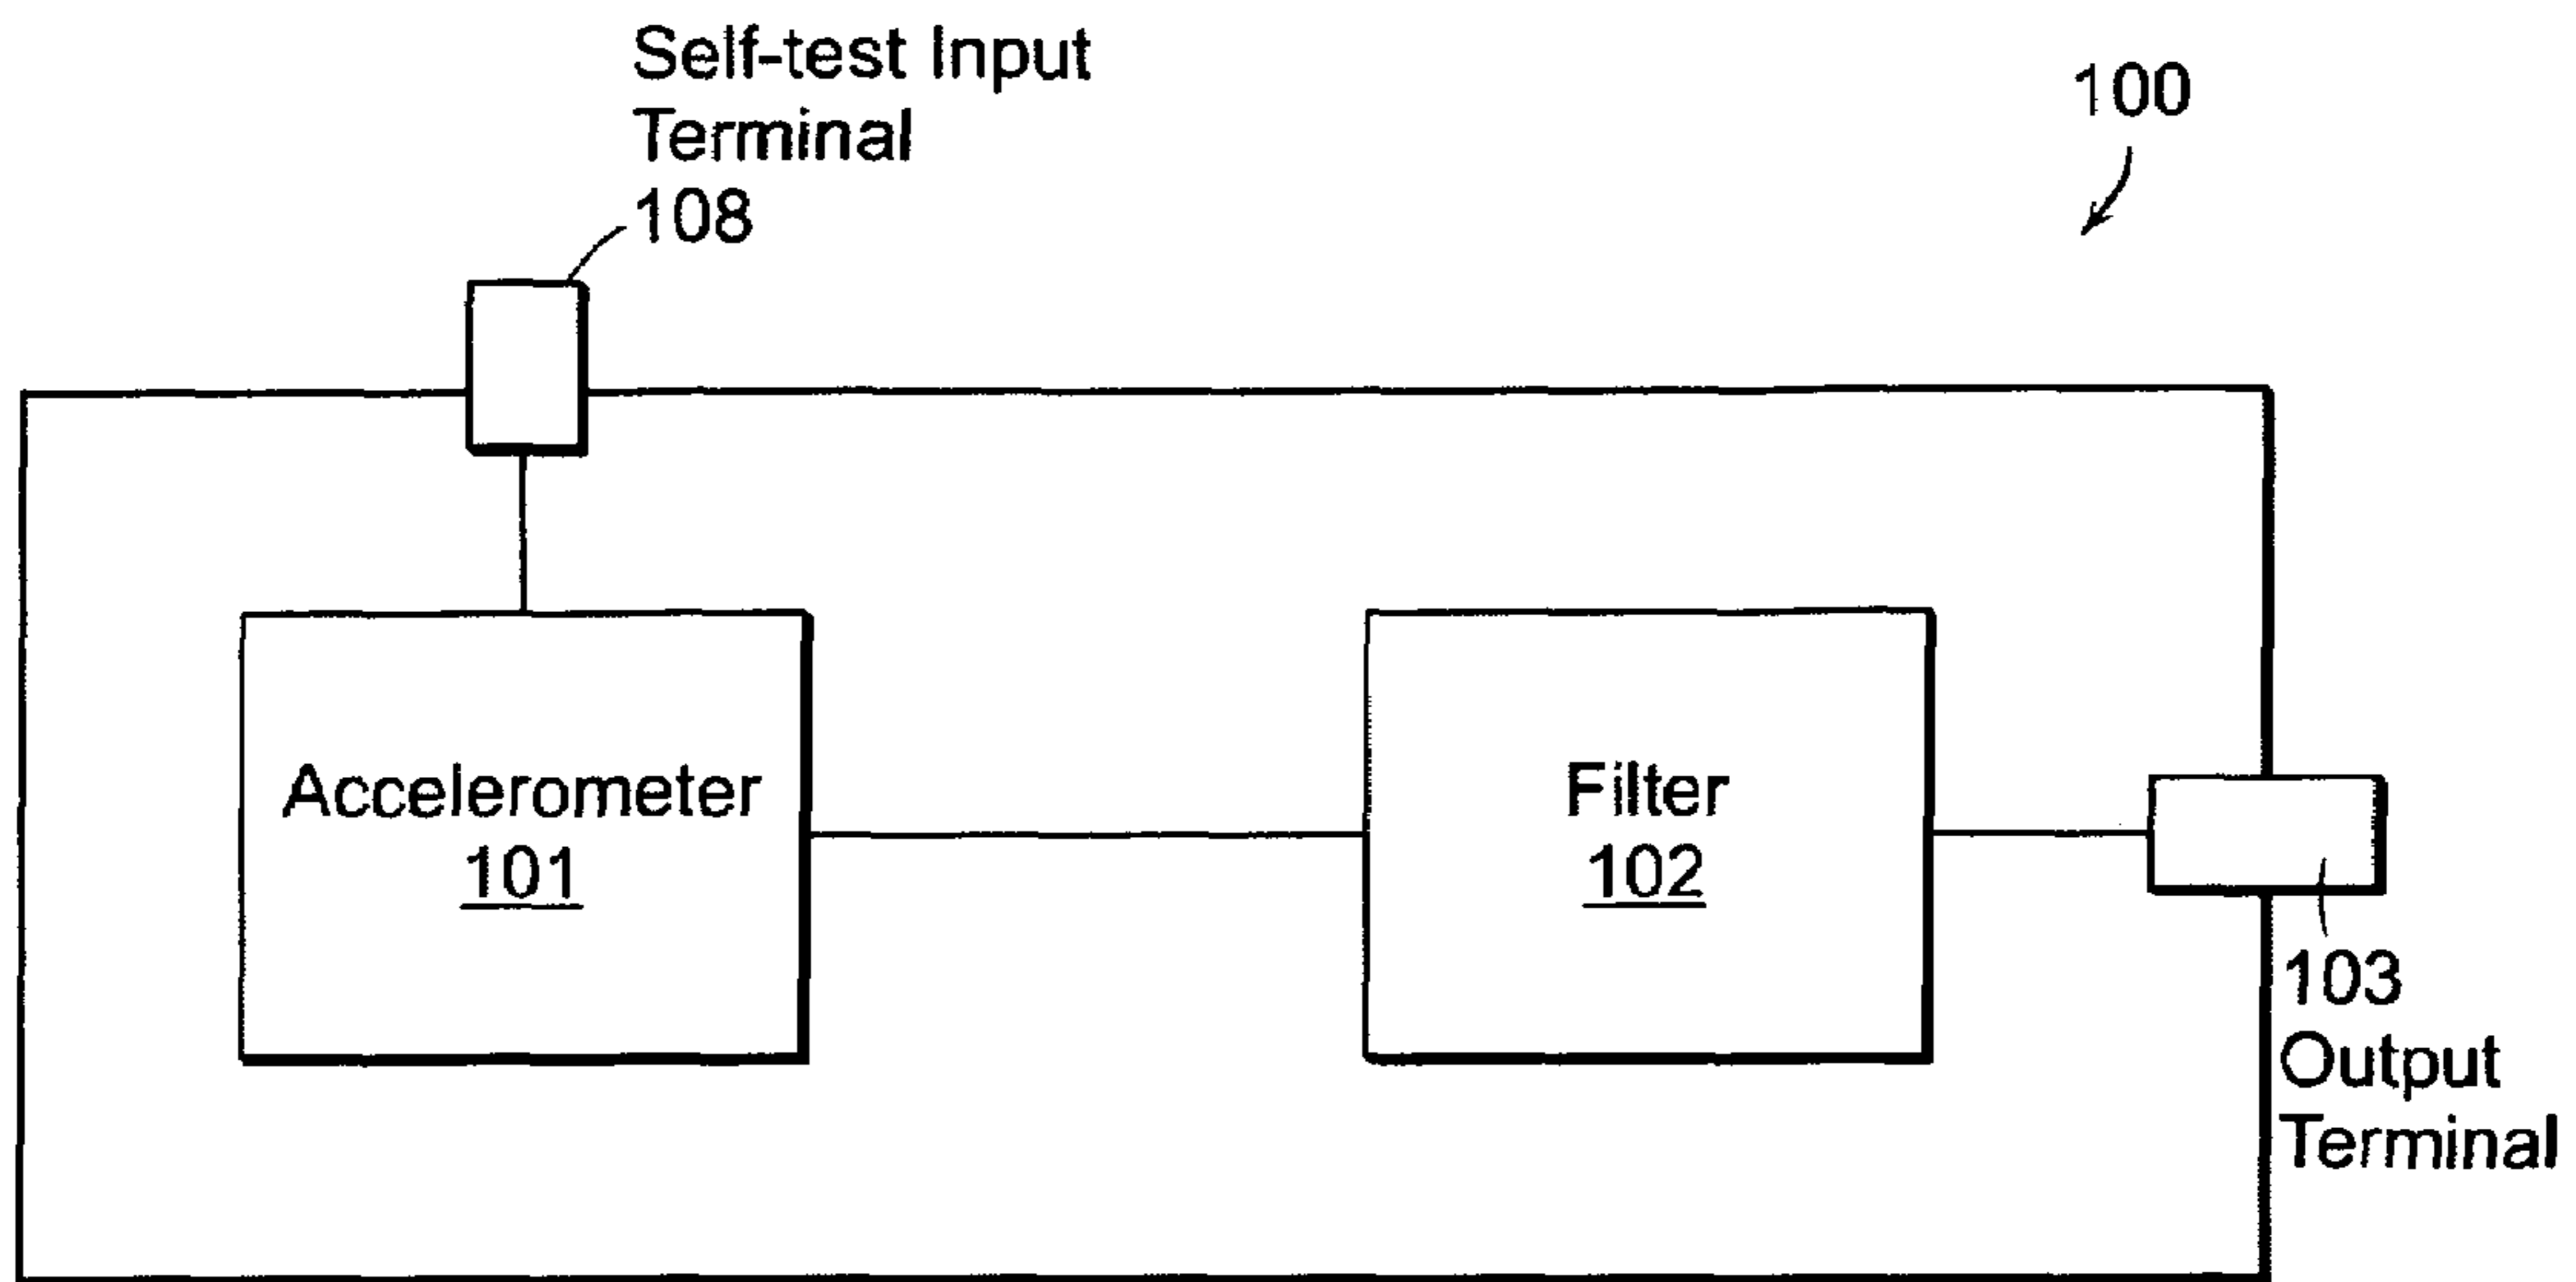 Self-test Input
Terminal
108
100
Accelerometer
101
Filter
102
103
Output
Terminal